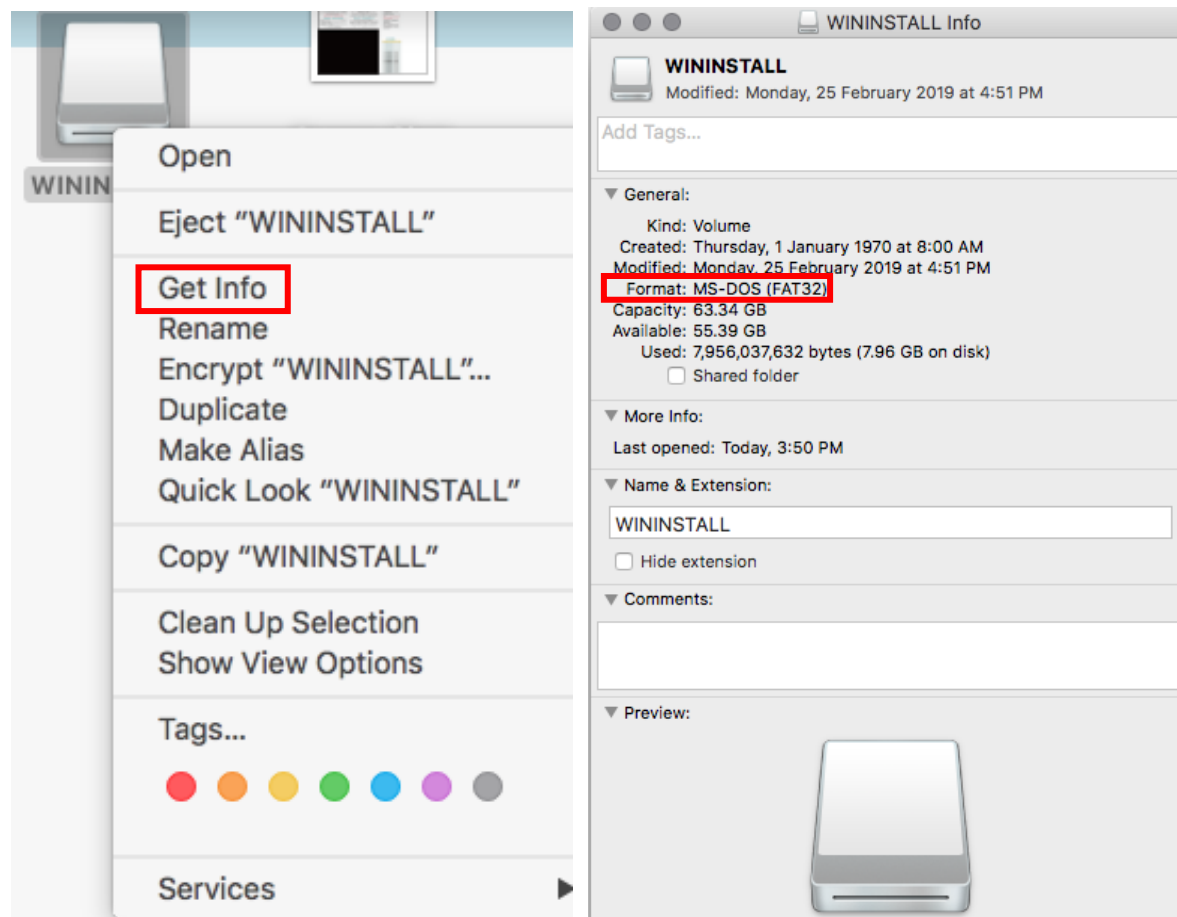 WININ
Open
Eject “WININSTALL”
Get Info
Rename
Encrypt “WININSTALL”...
Duplicate
Make Alias
Quick Look “WININSTALL”
Copy “WININSTALL”
Clean Up Selection
Show View Options
Tags...
Services
WININSTALL Info
WININSTALL
Modified: Monday, 25 February 2019 at 4:51 PM
Add Tags...
General:
Kind: Volume
Created: Thursday, 1 January 1970 at 8:00 AM
Modified: Monday, 25 February 2019 at 4:51 PM
Format: MS-DOS (FAT32)
Capacity: 63.34 GB
Available: 55.39 GB
Used: 7,956,037,632 bytes (7.96 GB on disk)
Shared folder
More Info:
Last opened: Today, 3:50 PM
Name & Extension:
WININSTALL
Hide extension
Comments:
Preview: